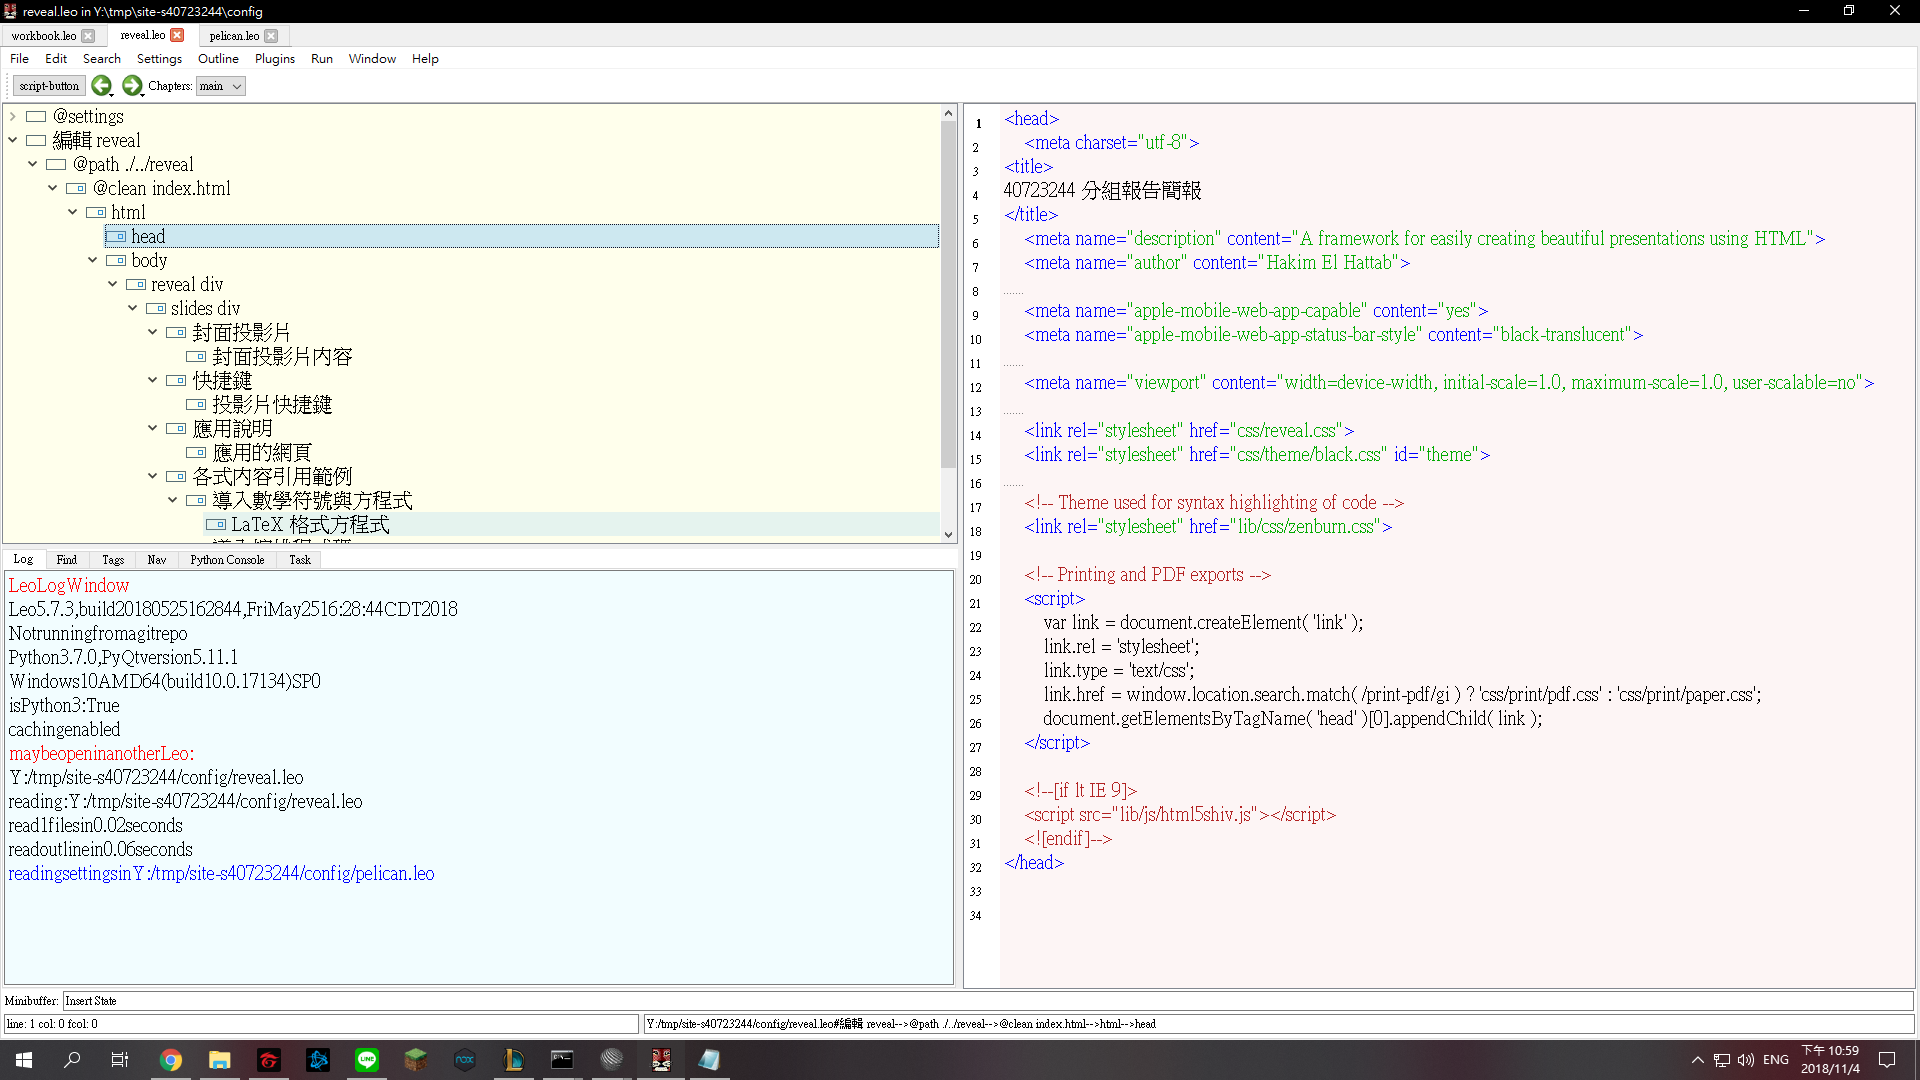 reveal.leo in Y:\tmp\site-s40723244\config
workbook.leo
reveal.leo
pelican.leo
File Edit Search Settings Outline Plugins Run Window Help
script-button Chapters: main
@settings
編輯 reveal
@path ./../reveal
@clean index.html
html
head
body
reveal div
slides div
封面投影片
封面投影片內容
快捷鍵
投影片快捷鍵
應用說明
應用的網頁
各式內容引用範例
導入數學符號與方程式
LaTeX 格式方程式
Log Find Tags Nav Python Console Task
LeoLogWindow
Leo5.7.3,build20180525162844,FriMay2516:28:44CDT2018
Notrunningfromagitrepo
Python3.7.0,PyQtversion5.11.1
Windows10AMD64(build10.0.17134)SP0
isPython3:True
cachingenabled
maybeopeninanotherLeo:
Y:/tmp/site-s40723244/config/reveal.leo
reading:Y:/tmp/site-s40723244/config/reveal.leo
read1filesin0.02seconds
readoutlinein0.06seconds
readingsettingsinY:/tmp/site-s40723244/config/pelican.leo
1 <head>
2 <meta charset="utf-8">
3 <title>
4 40723244 分組報告簡報
5 </title>
6 <meta name="description" content="A framework for easily creating beautiful presentations using HTML">
7 <meta name="author" content="Hakim El Hattab">
8
9 <meta name="apple-mobile-web-app-capable" content="yes">
10 <meta name="apple-mobile-web-app-status-bar-style" content="black-translucent">
11
12 <meta name="viewport" content="width=device-width, initial-scale=1.0, maximum-scale=1.0, user-scalable=no">
13
14 <link rel="stylesheet" href="css/reveal.css">
15 <link rel="stylesheet" href="css/theme/black.css" id="theme">
16
17 <!-- Theme used for syntax highlighting of code -->
18 <link rel="stylesheet" href="lib/css/zenburn.css">
19
20 <!-- Printing and PDF exports -->
21 <script>
22 var link = document.createElement( 'link' );
23 link.rel = 'stylesheet';
24 link.type = 'text/css';
25 link.href = window.location.search.match( /print-pdf/gi ) ? 'css/print/pdf.css' : 'css/print/paper.css';
26 document.getElementsByTagName( 'head' )[0].appendChild( link );
27 </script>
28
29 <!--[if lt IE 9]>
30 <script src="lib/js/html5shiv.js"></script>
31 <![endif]-->
32 </head>
33
34
Minibuffer: Insert State
line: 1 col: 0 fcol: 0
Y:/tmp/site-s40723244/config/reveal.leo#編輯 reveal-->@path ./../reveal-->@clean index.html-->html-->head
ENG
下午 10:59
2018/11/4